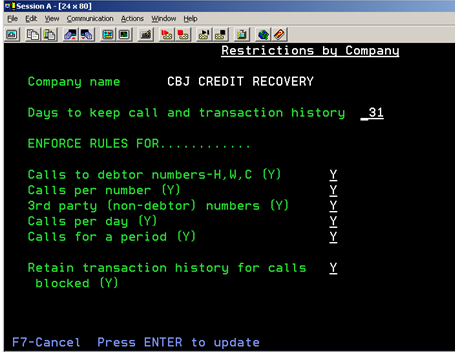 Session A - [24 x 80]
File Edit View Communication Actions Window Help
Restrictions by Company
Company name CBJ CREDIT RECOVERY
Days to keep call and transaction history _31
ENFORCE RULES FOR............
Calls to debtor numbers-H,W,C (Y) Y
Calls per number (Y) Y
3rd party (non-debtor) numbers (Y) Y
Calls per day (Y) Y
Calls for a period (Y) Y
Retain transaction history for calls Y
blocked (Y)
F7-Cancel Press ENTER to update